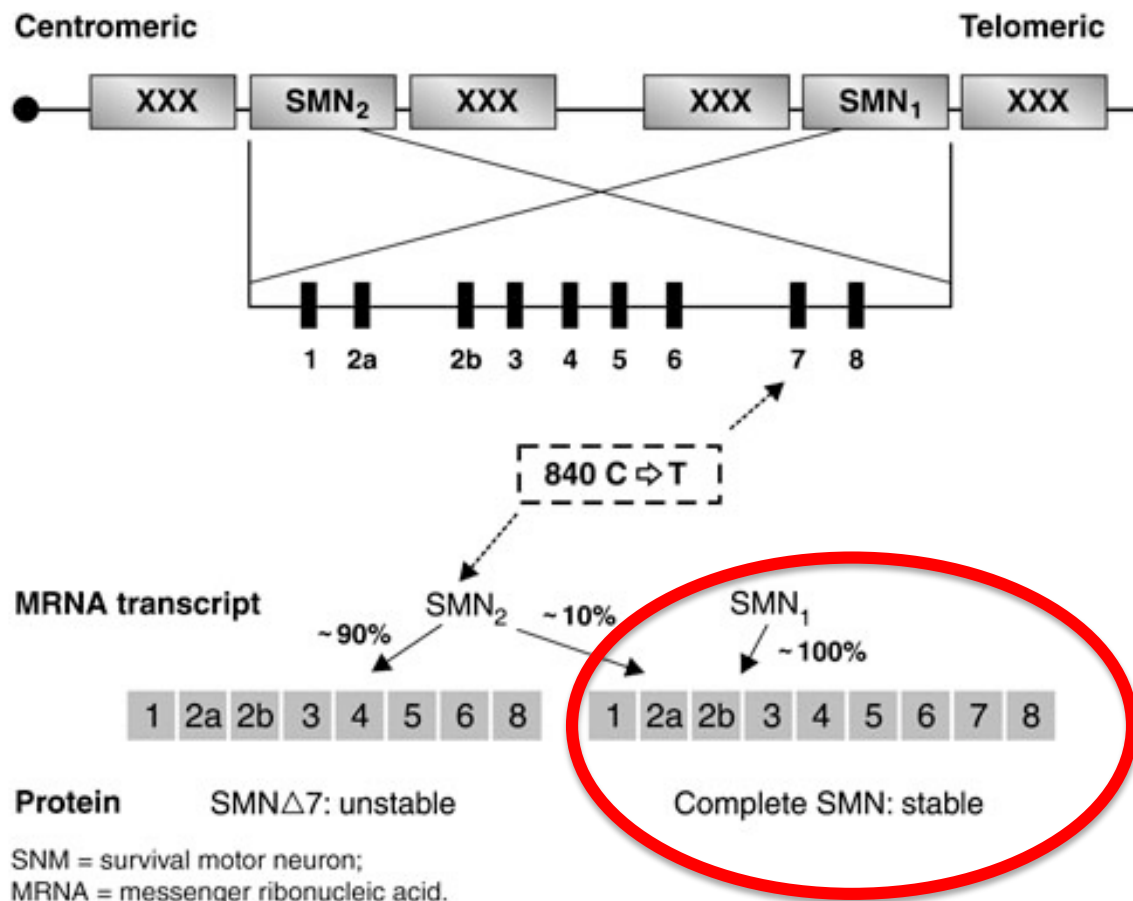 Centromeric Telomeric
XXX SMN₂ XXX XXX SMN₁ XXX
1 2a 2b 3 4 5 6 7 8
840 C ⇨ T
MRNA transcript SMN₂ SMN₁
~90% ~10% ~100%
1 2a 2b 3 4 5 6 8 1 2a 2b 3 4 5 6 7 8
Protein SMN△7: unstable Complete SMN: stable
SNM = survival motor neuron;
MRNA = messenger ribonucleic acid.